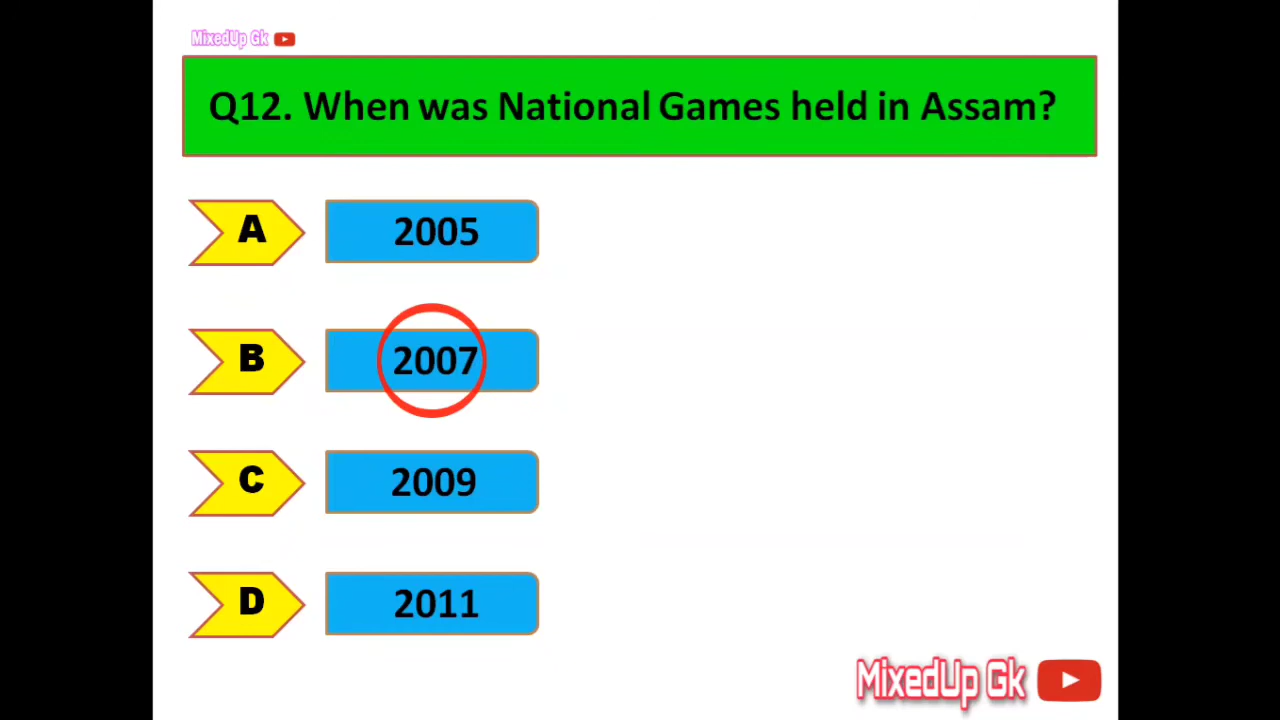 MixedUp Gk
Q12. When was National Games held in Assam?
A 2005
B 2007
C 2009
D 2011
MixedUp Gk